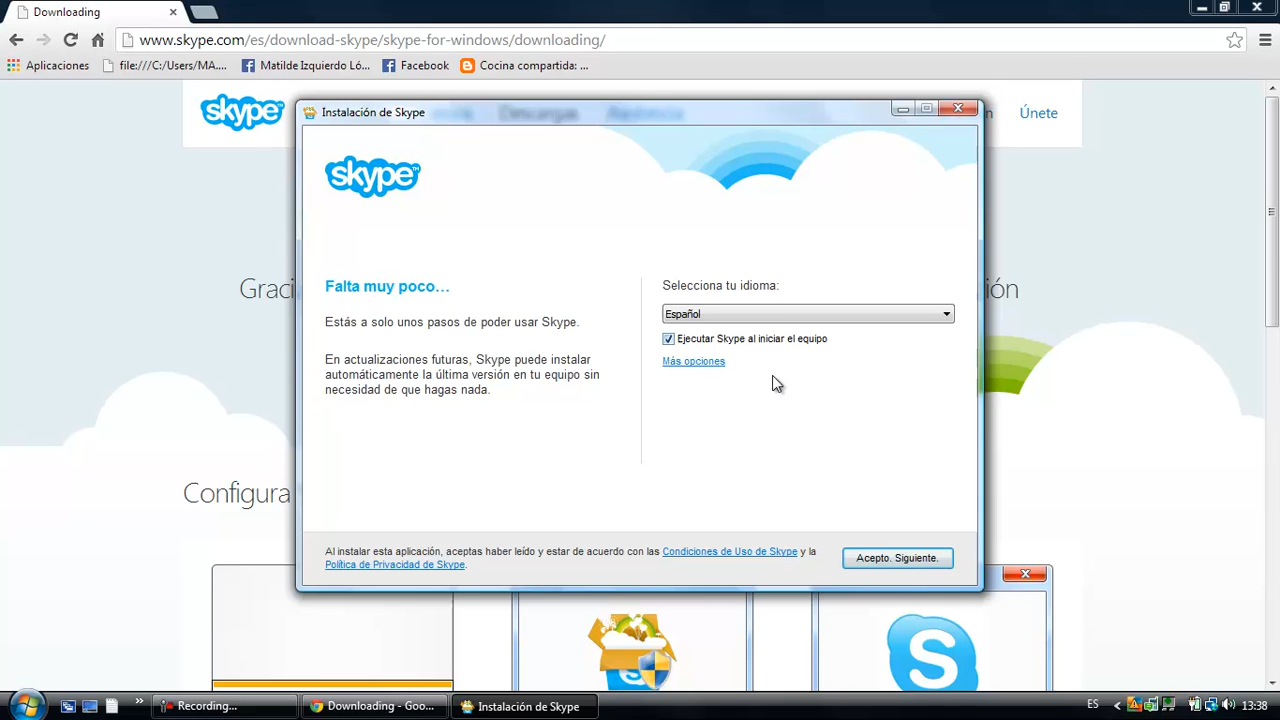 Downloading
www.skype.com/es/download-skype/skype-for-windows/downloading/
Aplicaciones
file:///C:/Users/MA....
Matilde Izquierdo Ló...
Facebook
Cocina compartida: ...
skype
Únete
Instalación de Skype
Descargas
skype™
Falta muy poco…
Estás a solo unos pasos de poder usar Skype.
En actualizaciones futuras, Skype puede instalar
automáticamente la última versión en tu equipo sin
necesidad de que hagas nada.
Selecciona tu idioma:
Español
Ejecutar Skype al iniciar el equipo
Más opciones
Graci
ión
Configura
Al instalar esta aplicación, aceptas haber leído y estar de acuerdo con las Condiciones de Uso de Skype y la
Política de Privacidad de Skype.
Acepto. Siguiente.
S
Recording...
Downloading - Goo...
Instalación de Skype
ES
13:38